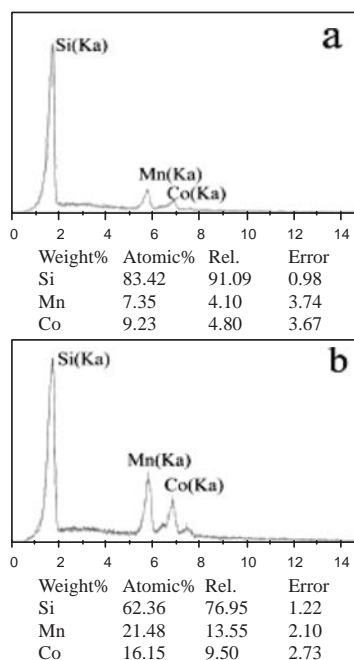 a
Si(Ka)
Mn(Ka)
Co(Ka)
0 2 4 6 8 10 12 14
Weight% Atomic% Rel. Error
Si 83.42 91.09 0.98
Mn 7.35 4.10 3.74
Co 9.23 4.80 3.67
b
Si(Ka)
Mn(Ka)
Co(Ka)
0 2 4 6 8 10 12 14
Weight% Atomic% Rel. Error
Si 62.36 76.95 1.22
Mn 21.48 13.55 2.10
Co 16.15 9.50 2.73